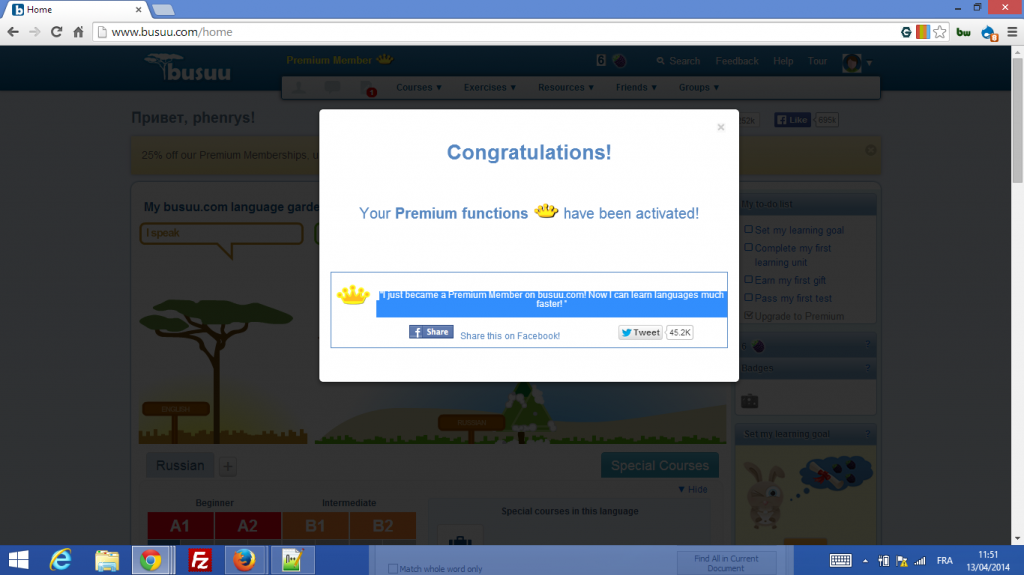 Home
www.busuu.com/home
busuu
Premium Member
6
Search
Feedback
Help
Tour
1
Courses ▾
Exercises ▾
Resources ▾
Friends ▾
Groups ▾
Привет, phenrys!
52k
Like
695k
25% off our Premium Memberships, u
Congratulations!
Your Premium functions have been activated!
"I just became a Premium Member on busuu.com! Now I can learn languages much
faster! "
Share
Share this on Facebook!
Tweet
45.2K
My busuu.com language garde
I speak
ENGLISH
RUSSIAN
My to do list
Set my learning goal
Complete my first
learning unit
Earn my first gift
Pass my first test
Upgrade to Premium
Badges
Set my learning goal
Russian
+
Special Courses
▾ Hide
Beginner
Intermediate
A1
A2
B1
B2
Special courses in this language
Match whole word only
Find All in Current
Document
FRA
11:51
13/04/2014